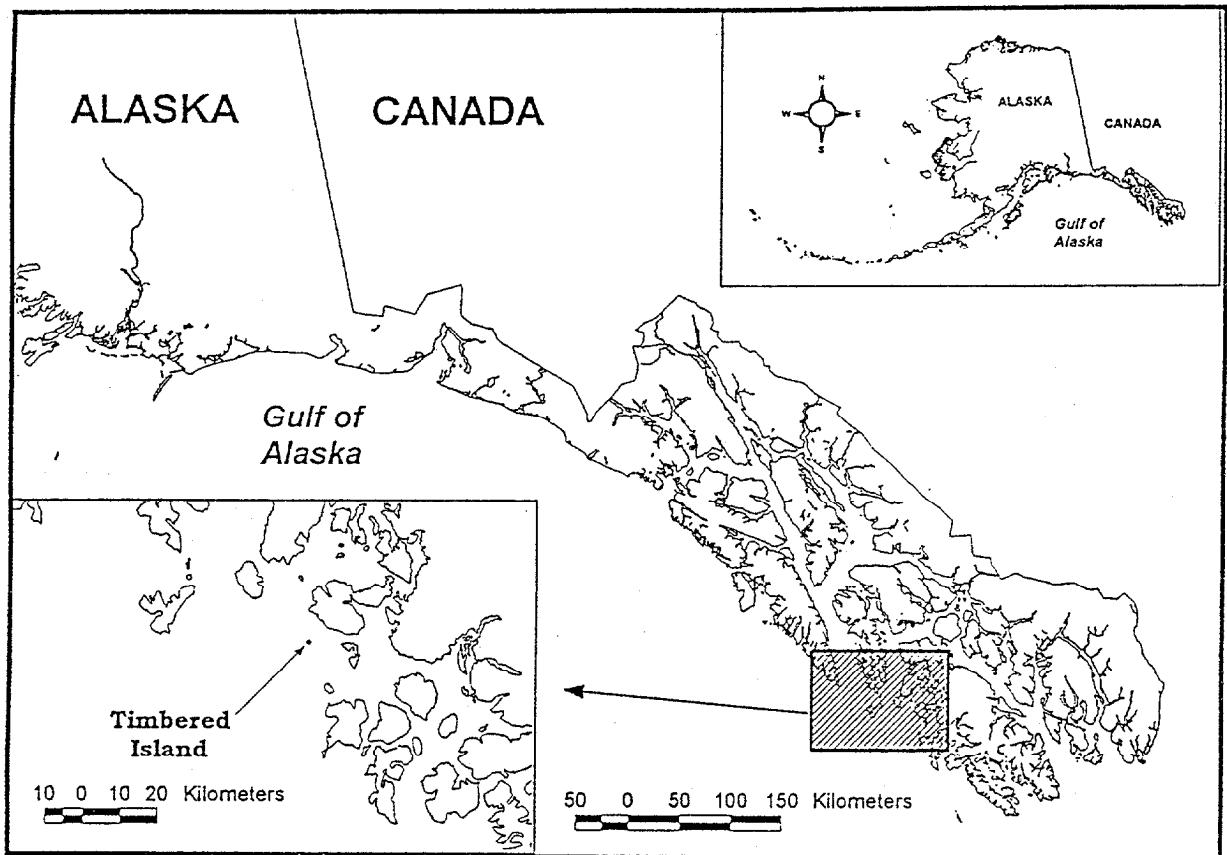 ALASKA
CANADA
N
W E
S
ALASKA
CANADA
Gulf of
Alaska
Gulf of
Alaska
Timbered
Island
10 0 10 20 Kilometers
50 0 50 100 150 Kilometers